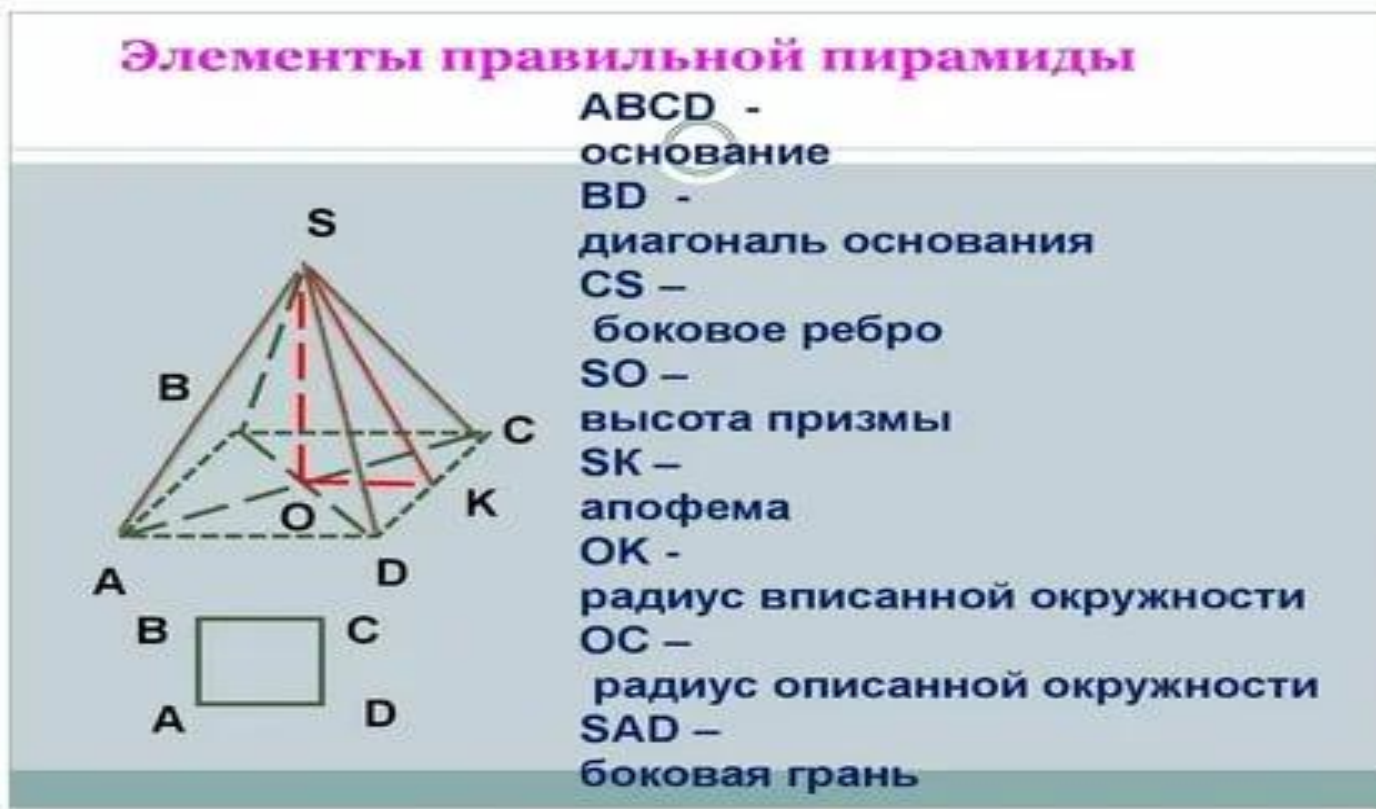 Элементы правильной пирамиды
ABCD -
основание
BD -
диагональ основания
CS –
боковое ребро
SO –
высота призмы
SK –
апофема
OK -
радиус вписанной окружности
OC –
радиус описанной окружности
SAD –
боковая грань
S
B
C
O
K
A
D
B
C
A
D